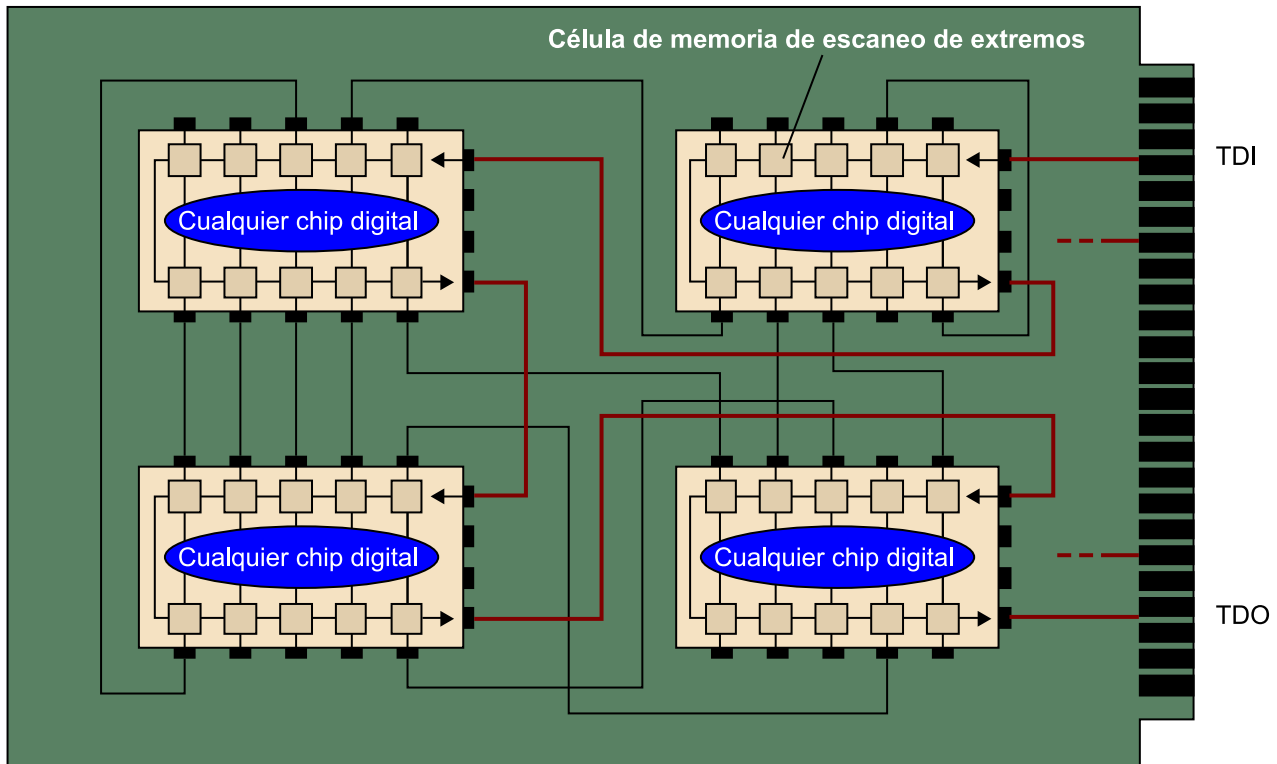 Célula de memoria de escaneo de extremos
TDI
Cualquier chip digital
Cualquier chip digital
Cualquier chip digital
Cualquier chip digital
TDO